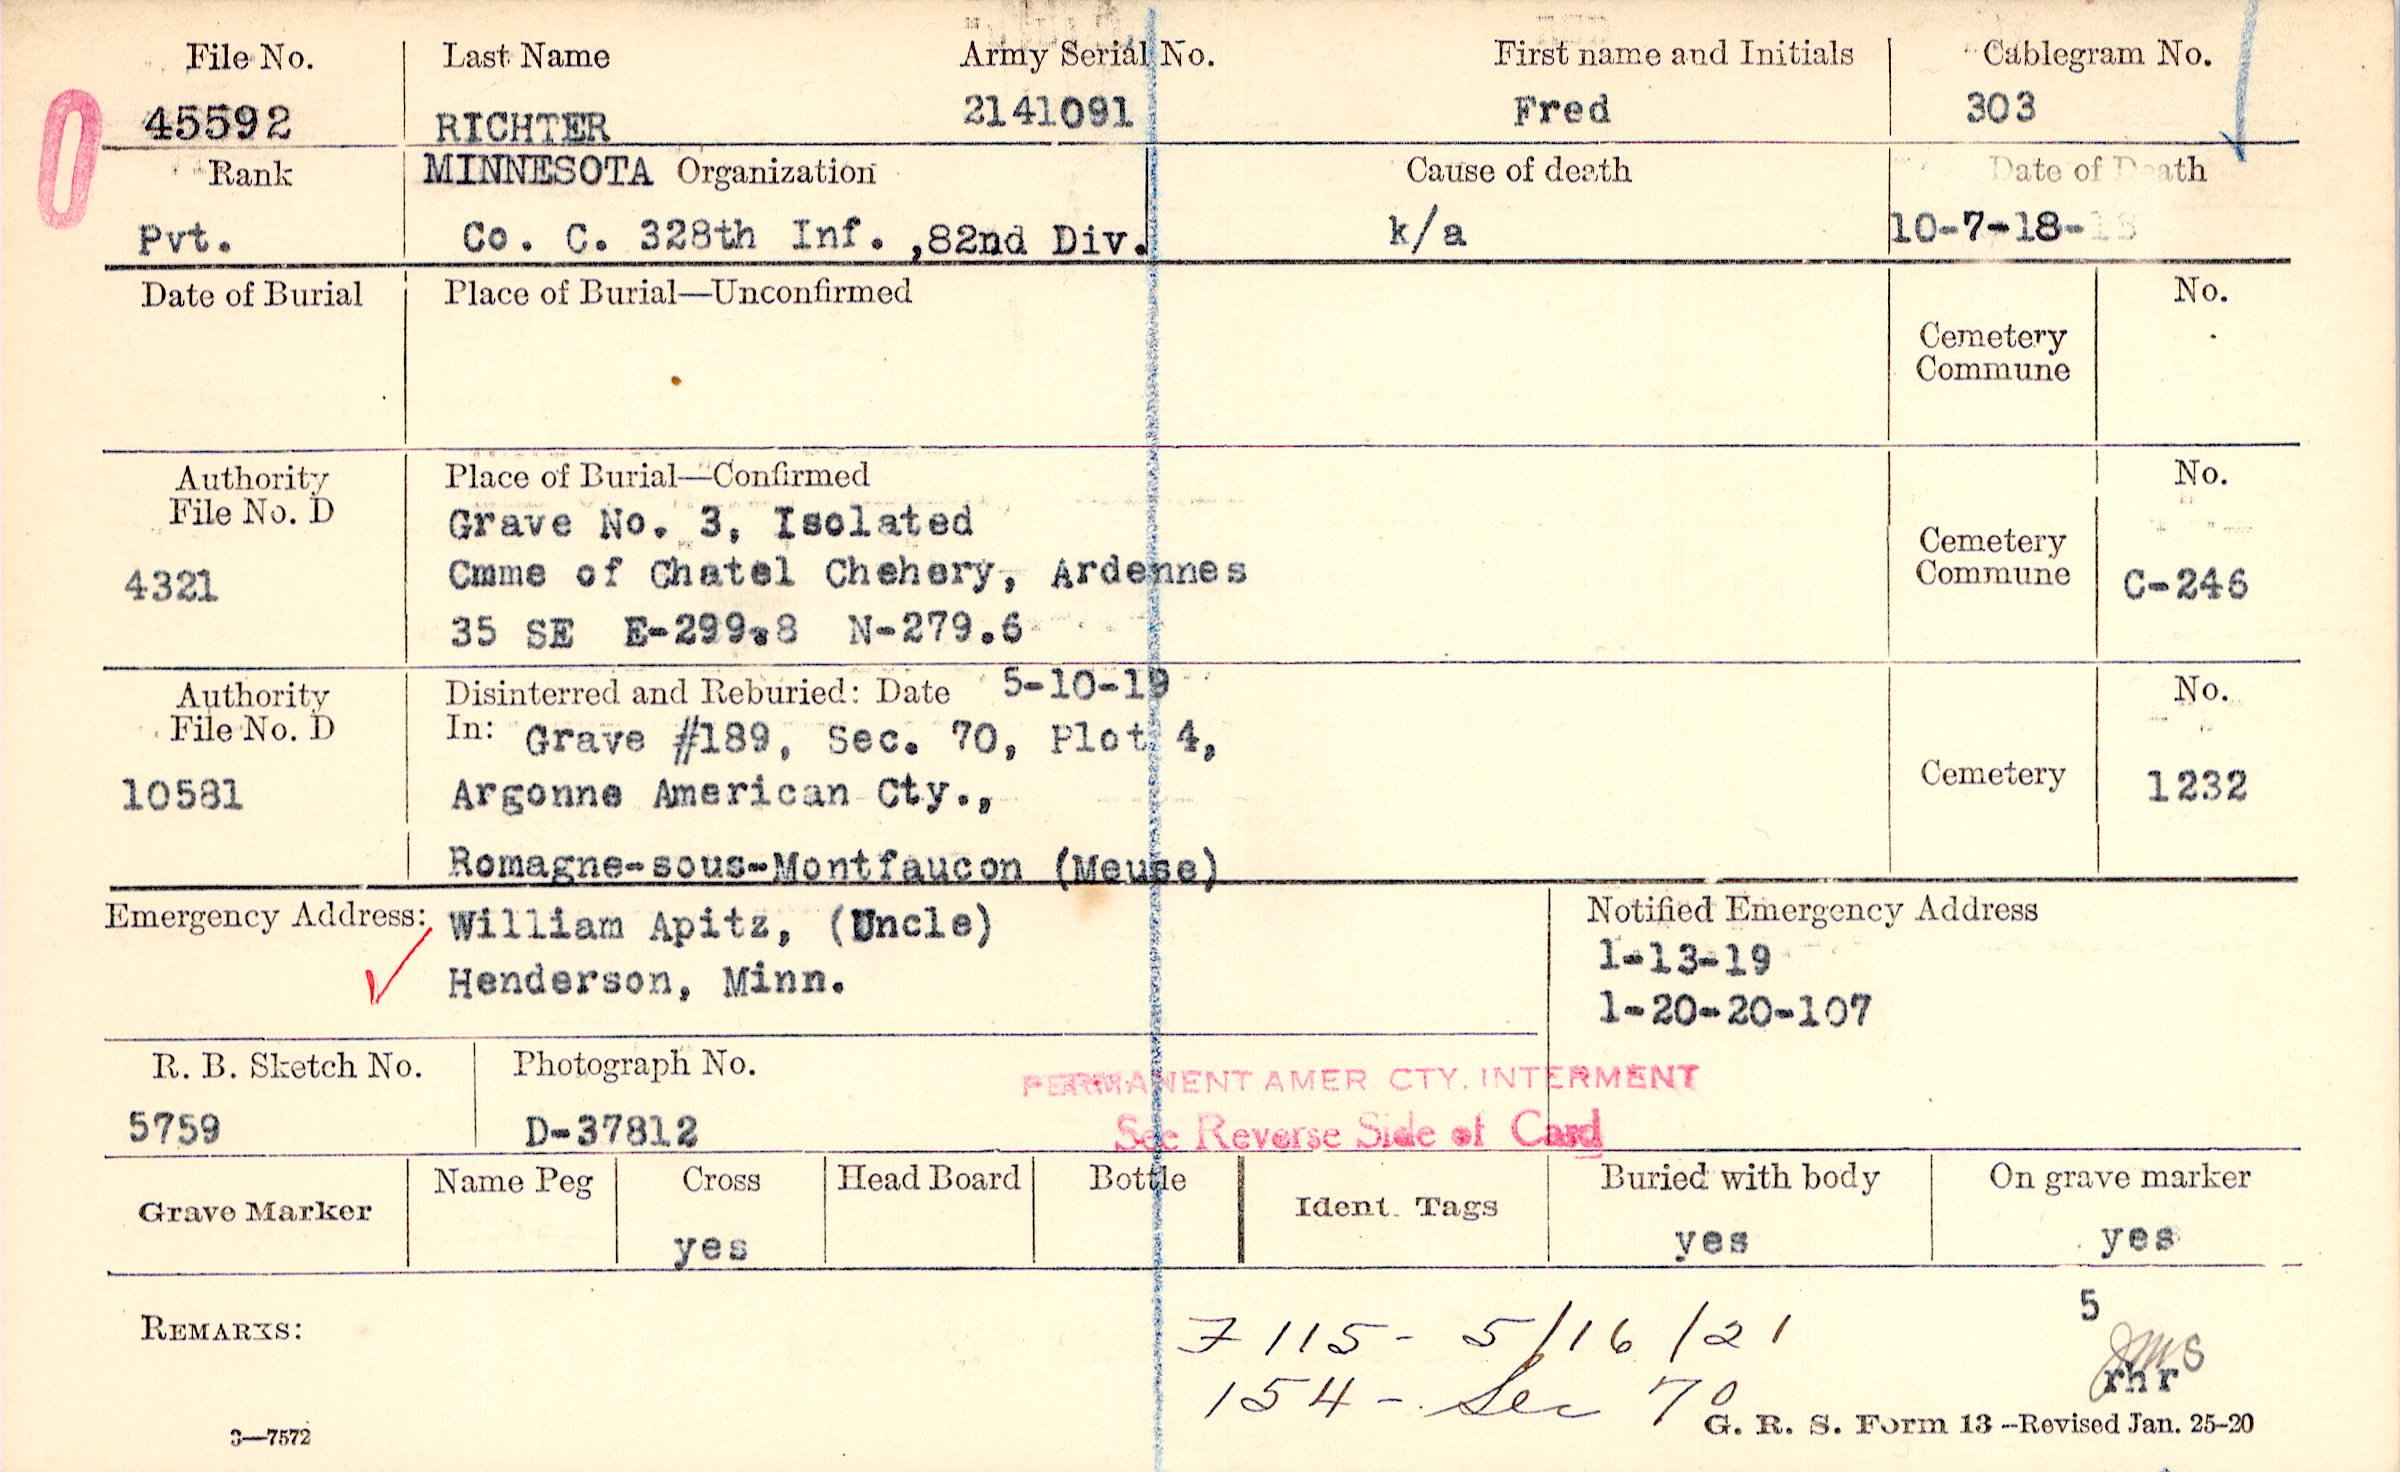 File No. Last Name Army Serial No. First name and Initials Cablegram No.
45592 RICHTER 2141091 Fred 303
Rank MINNESOTA Organization Cause of death Date of Death
Pvt. Co. C. 328th Inf. ,82nd Div. k/a 10-7-18-18
Date of Burial Place of Burial—Unconfirmed No.
Cemetery
Commune
Authority Place of Burial—Confirmed No.
File No. D Grave No. 3, Isolated
Cemetery
4321 Cmme of Chatel Chehery, Ardennes Commune C-246
35 SE E-299.8 N-279.6
Authority Disinterred and Reburied: Date 5-10-19 No.
File No. D In: Grave #189, Sec. 70, Plot 4,
10581 Argonne American Cty., Cemetery 1232
Romagne-sous-Montfaucon (Meuse)
Emergency Address: William Apitz, (Uncle) Notified Emergency Address
Henderson, Minn. 1-13-19
1-20-20-107
R. B. Sketch No. Photograph No.
PERMANENT AMER CTY. INTERMENT
5759 D-37812 See Reverse Side of Card
Grave Marker Name Peg Cross Head Board Bottle Ident. Tags Buried with body On grave marker
yes yes yes
5
REMARKS: F 115 - 5/16/21
rhr
154 - Sec 70
3—7572 G. R. S. Form 13 —Revised Jan. 25-20